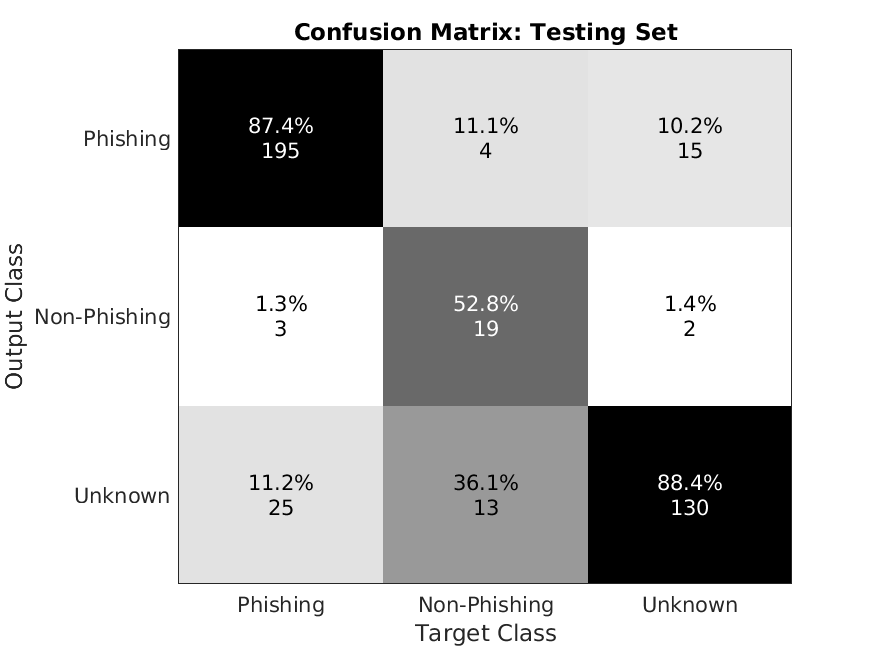 Confusion Matrix: Testing Set
Output Class
Phishing
87.4%
195
11.1%
4
10.2%
15
Non-Phishing
1.3%
3
52.8%
19
1.4%
2
Unknown
11.2%
25
36.1%
13
88.4%
130
Phishing
Non-Phishing
Unknown
Target Class